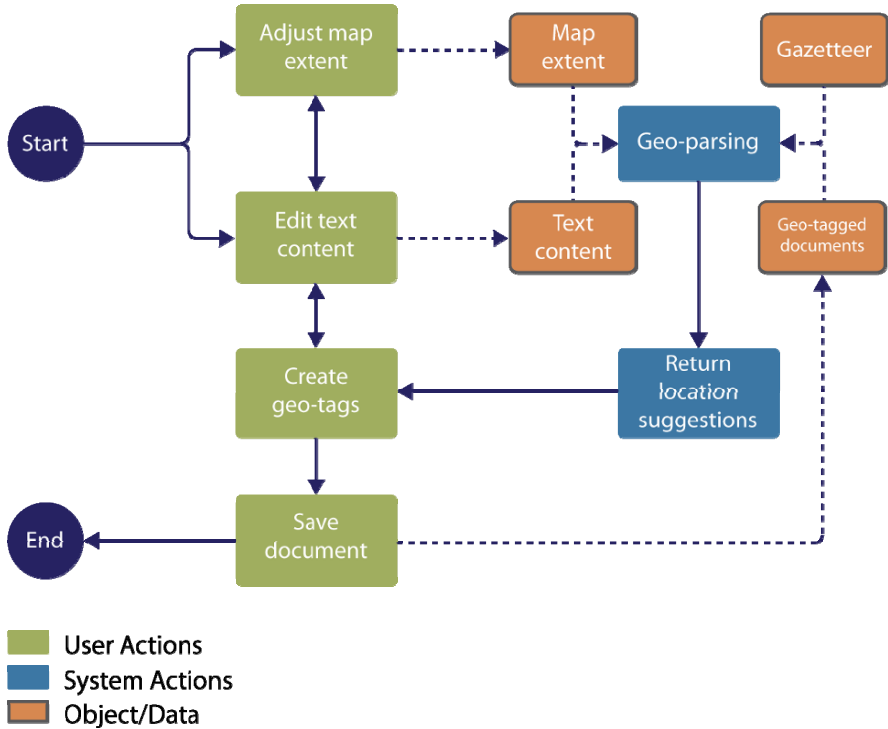 Adjust map
extent
Map
extent
Gazetteer
Start
Geo-parsing
Edit text
content
Text
content
Geo-tagged
documents
Create
geo-tags
Return
location
suggestions
Save
document
End
User Actions
System Actions
Object/Data